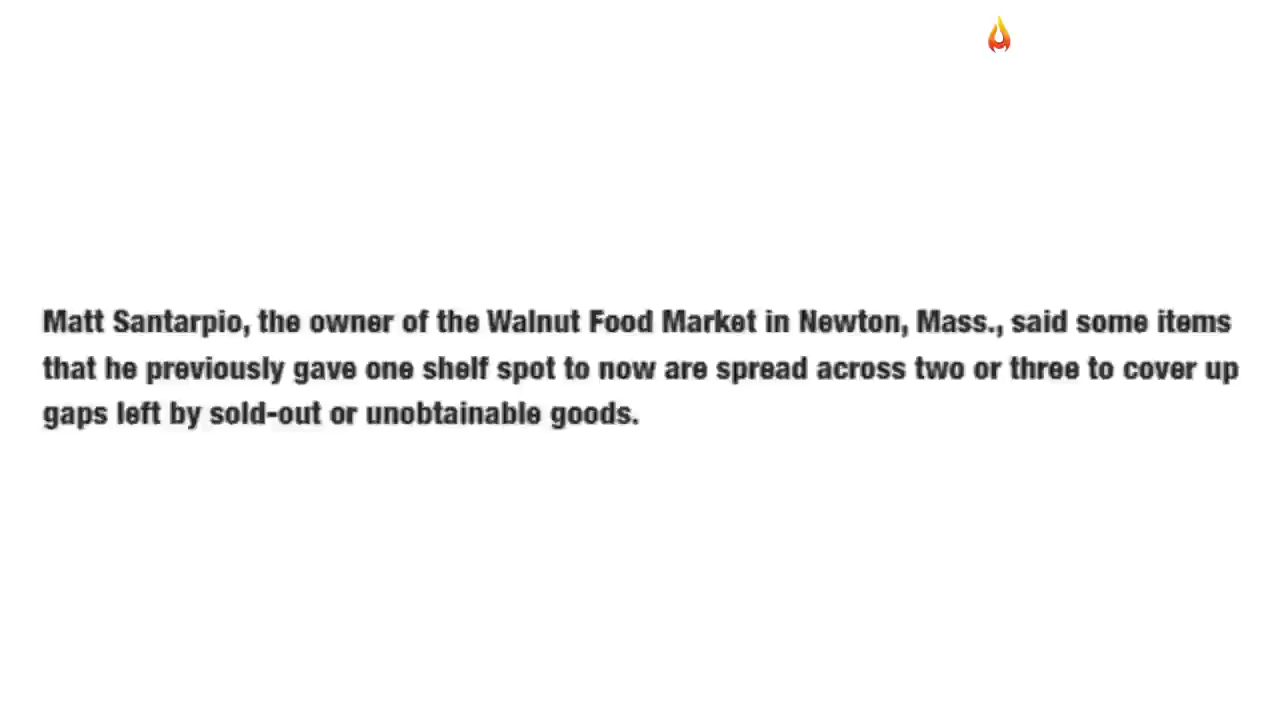 Matt Santarpio, the owner of the Walnut Food Market in Newton, Mass., said some items
that he previously gave one shelf spot to now are spread across two or three to cover up
gaps left by sold-out or unobtainable goods.